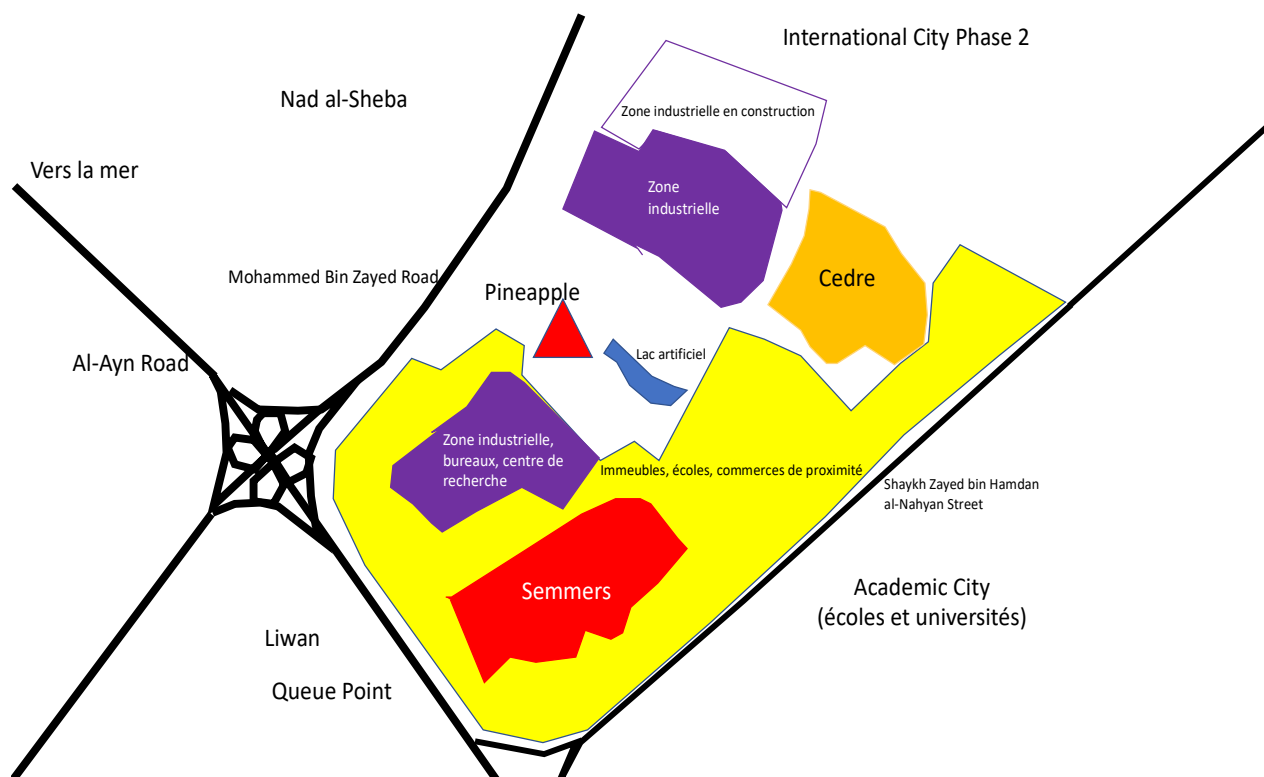 International City Phase 2
Nad al-Sheba
Zone industrielle en construction
Vers la mer
Zone
industrielle
Mohammed Bin Zayed Road
Cedre
Pineapple
Lac artificiel
Al-Ayn Road
Zone industrielle,
bureaux, centre de
recherche
Immeubles, écoles, commerces de proximité
Shaykh Zayed bin Hamdan
al-Nahyan Street
Semmers
Academic City
(écoles et universités)
Liwan
Queue Point